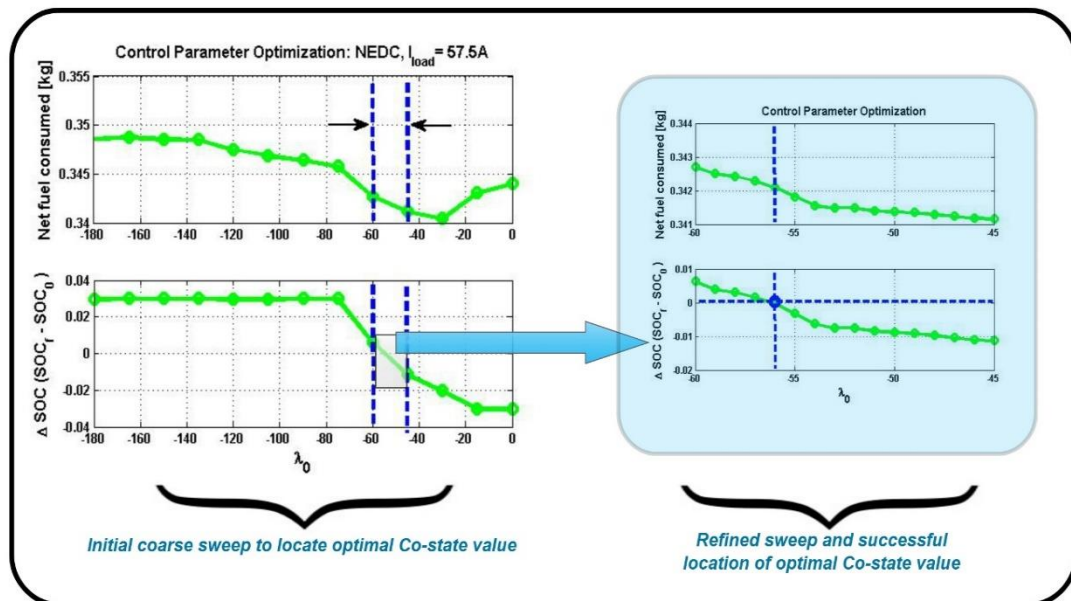 Control Parameter Optimization: NEDC, I_load = 57.5A
Net fuel consumed [kg]
0.355
0.35
0.345
0.34
-180 -160 -140 -120 -100 -80 -60 -40 -20 0
Δ SOC (SOC_f - SOC_0)
0.04
0.02
0
-0.02
-0.04
-180 -160 -140 -120 -100 -80 -60 -40 -20 0
λ_0
Initial coarse sweep to locate optimal Co-state value
Control Parameter Optimization
Net fuel consumed [kg]
0.344
0.343
0.342
0.341
-60 -55 -50 -45
Δ SOC (SOC_f - SOC_0)
0.01
0
-0.01
-0.02
-60 -55 -50 -45
λ_0
Refined sweep and successful
location of optimal Co-state value